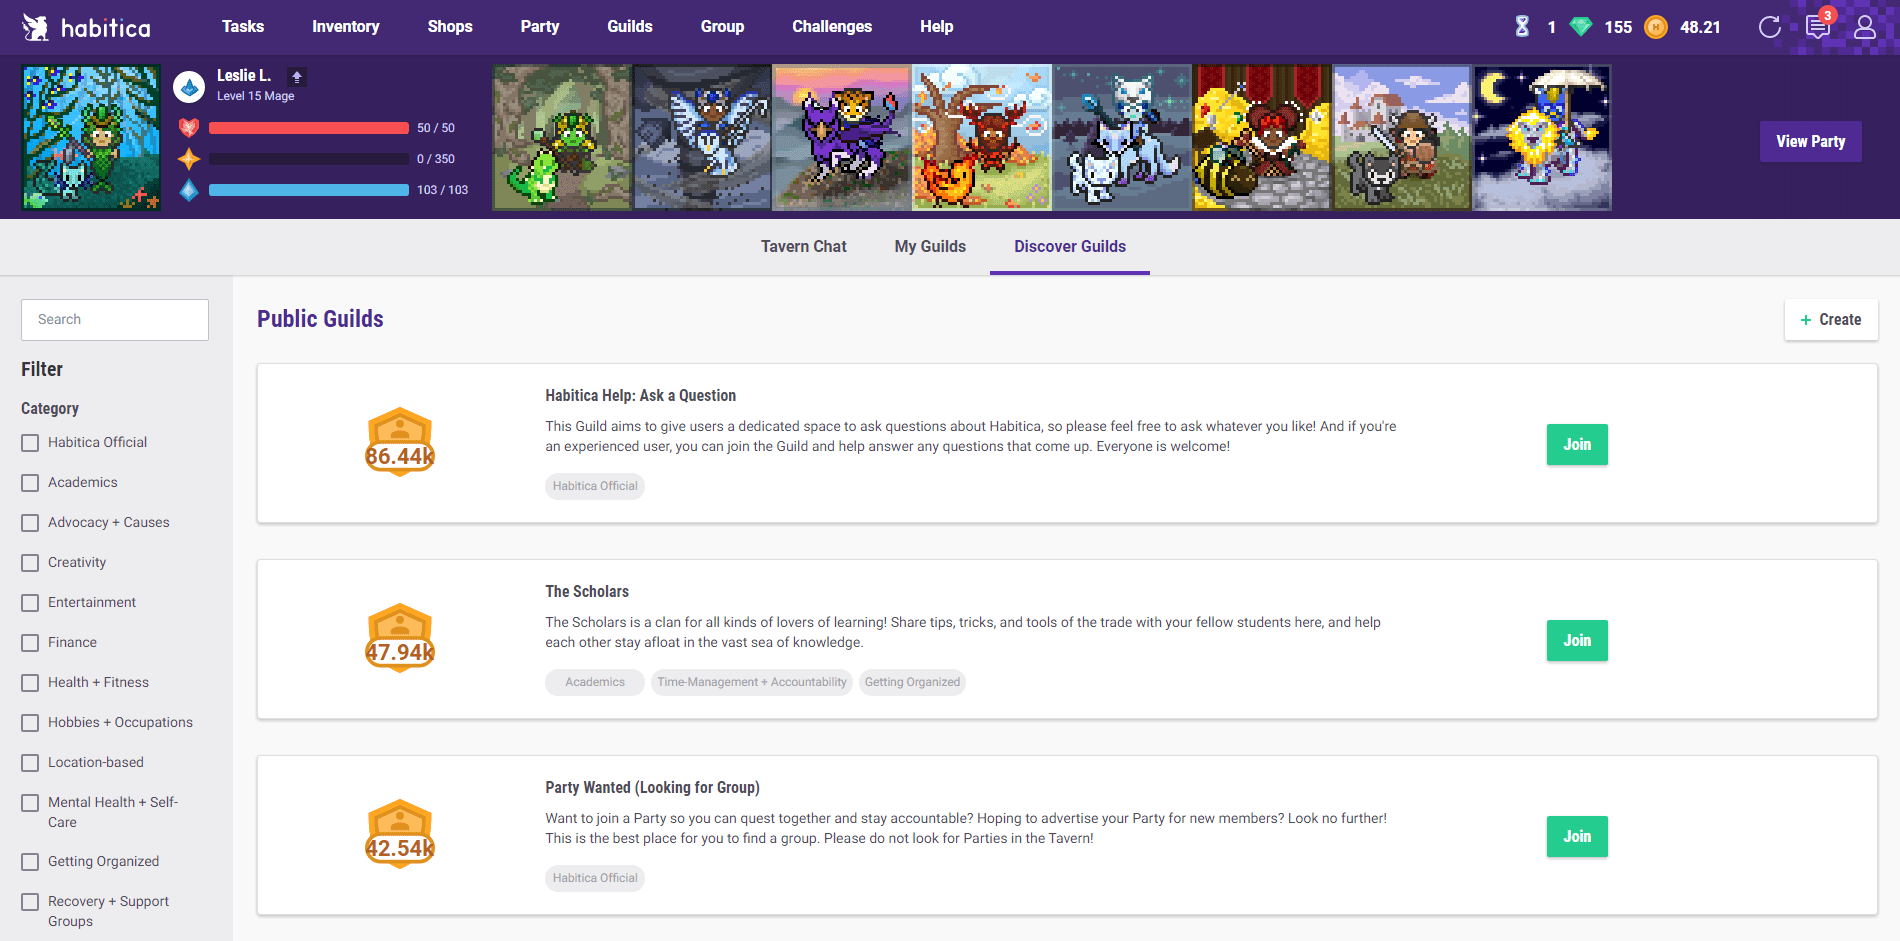 habitica
Tasks
Inventory
Shops
Party
Guilds
Group
Challenges
Help
1
155
48.21
3
Leslie L.
Level 15 Mage
50 / 50
0 / 350
103 / 103
View Party
Tavern Chat
My Guilds
Discover Guilds
Search
Filter
Category
Habitica Official
Academics
Advocacy + Causes
Creativity
Entertainment
Finance
Health + Fitness
Hobbies + Occupations
Location-based
Mental Health + Self-
Care
Getting Organized
Recovery + Support
Groups
Public Guilds
+ Create
86.44k
Habitica Help: Ask a Question
This Guild aims to give users a dedicated space to ask questions about Habitica, so please feel free to ask whatever you like! And if you're
an experienced user, you can join the Guild and help answer any questions that come up. Everyone is welcome!
Habitica Official
Join
47.94k
The Scholars
The Scholars is a clan for all kinds of lovers of learning! Share tips, tricks, and tools of the trade with your fellow students here, and help
each other stay afloat in the vast sea of knowledge.
Academics
Time-Management + Accountability
Getting Organized
Join
42.54k
Party Wanted (Looking for Group)
Want to join a Party so you can quest together and stay accountable? Hoping to advertise your Party for new members? Look no further!
This is the best place for you to find a group. Please do not look for Parties in the Tavern!
Habitica Official
Join